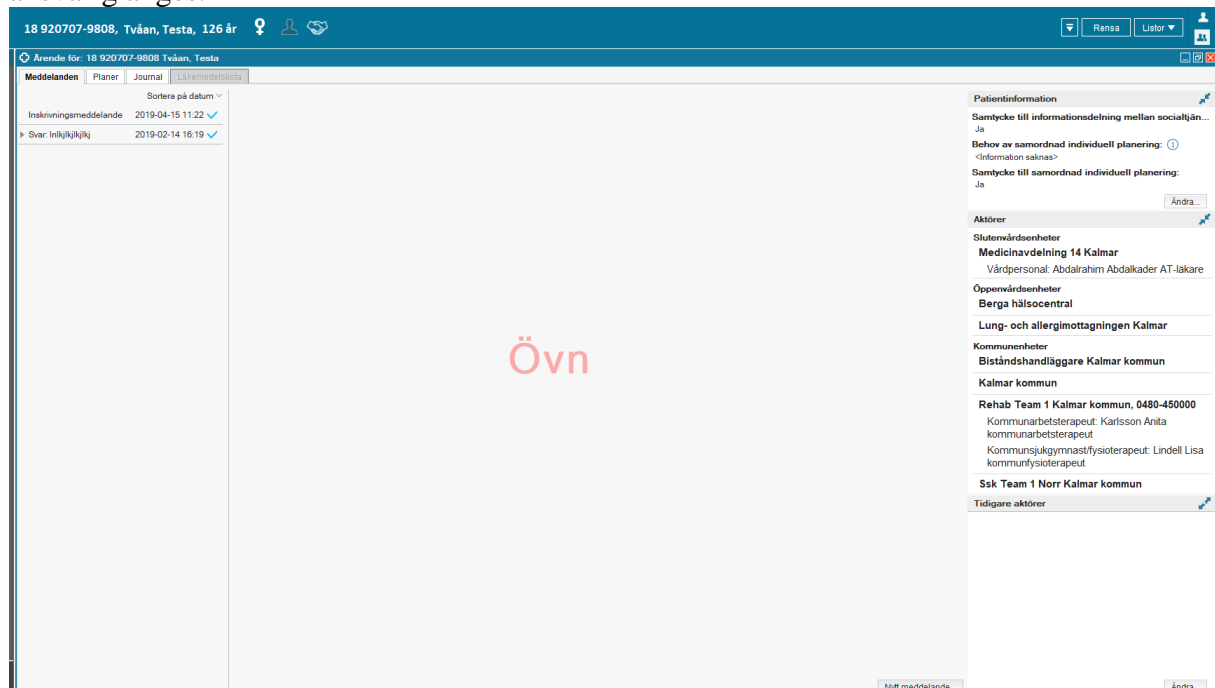 18 920707-9808, Tvåan, Testa, 126 år
Rensa
Listor
Ärende för: 18 920707-9808 Tvåan, Testa
Meddelanden Planer Journal Läkemedelslista
Sortera på datum
Inskrivningsmeddelande 2019-04-15 11:22
2019-02-14 16:19
Övn
Patientinformation
Samtycke till informationsdelning mellan socialtjän...
Ja
Behov av samordnad individuell planering:
<Information saknas>
Samtycke till samordnad individuell planering:
Ja
Ändra...
Aktörer
Slutenvårdsenheter
Medicinavdelning 14 Kalmar
Vårdpersonal: Abdalrahim Abdalkader AT-läkare
Öppenvårdsenheter
Berga hälsocentral
Lung- och allergimottagningen Kalmar
Kommunenheter
Biståndshandläggare Kalmar kommun
Kalmar kommun
Rehab Team 1 Kalmar kommun, 0480-450000
Kommunarbetsterapeut: Karlsson Anita
kommunarbetsterapeut
Kommunsjukgymnast/fysioterapeut: Lindell Lisa
kommunfysioterapeut
Ssk Team 1 Norr Kalmar kommun
Tidigare aktörer
Nytt meddelande...
Ändra...